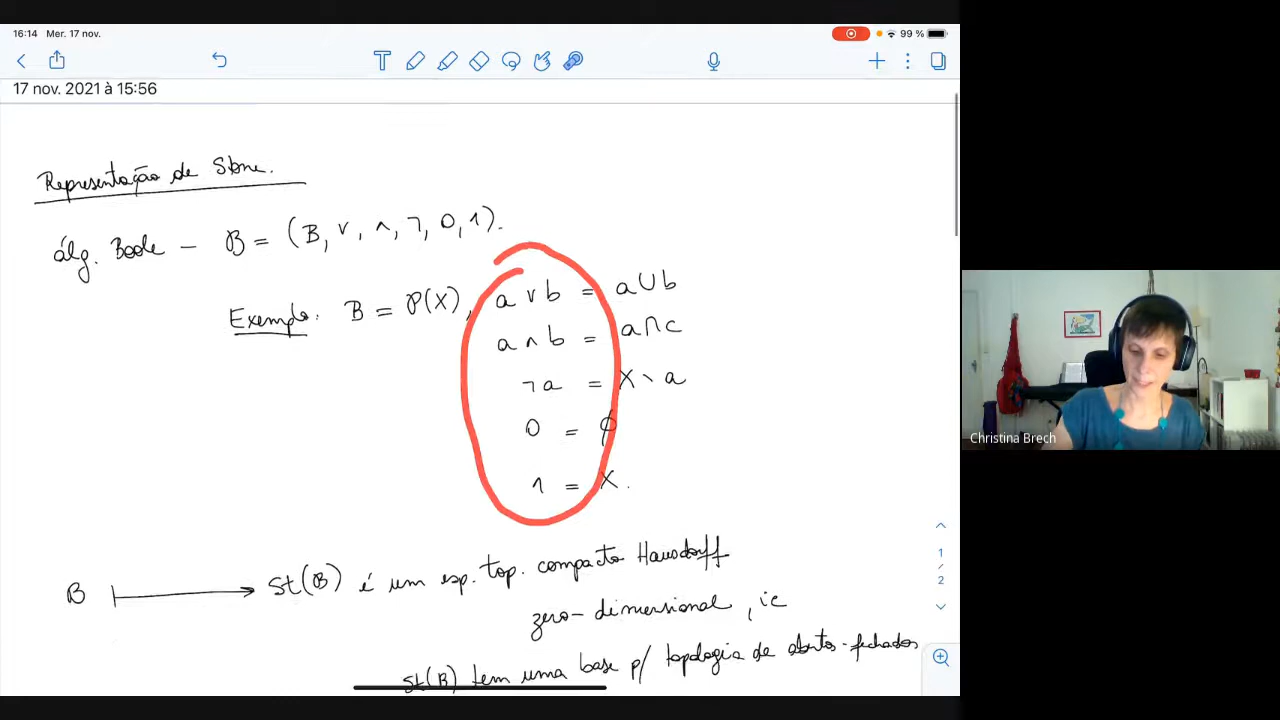 16:14 Mer. 17 nov.
99 %
17 nov. 2021 à 15:56
Representação de Stone.
álg. Boole – B = (B, ∨, ∧, ¬, 0, 1).
Exemplo: B = P(X), a ∨ b = a∪b
a ∧ b = a∩c
¬a = X \ a
0 = ∅
1 = X.
B ⟼ St(B) é um esp. top. compacto Hausdorff
zero-dimensional, ie
St(B) tem uma base p/ topologia de abertos-fechados
1
/
2
Christina Brech